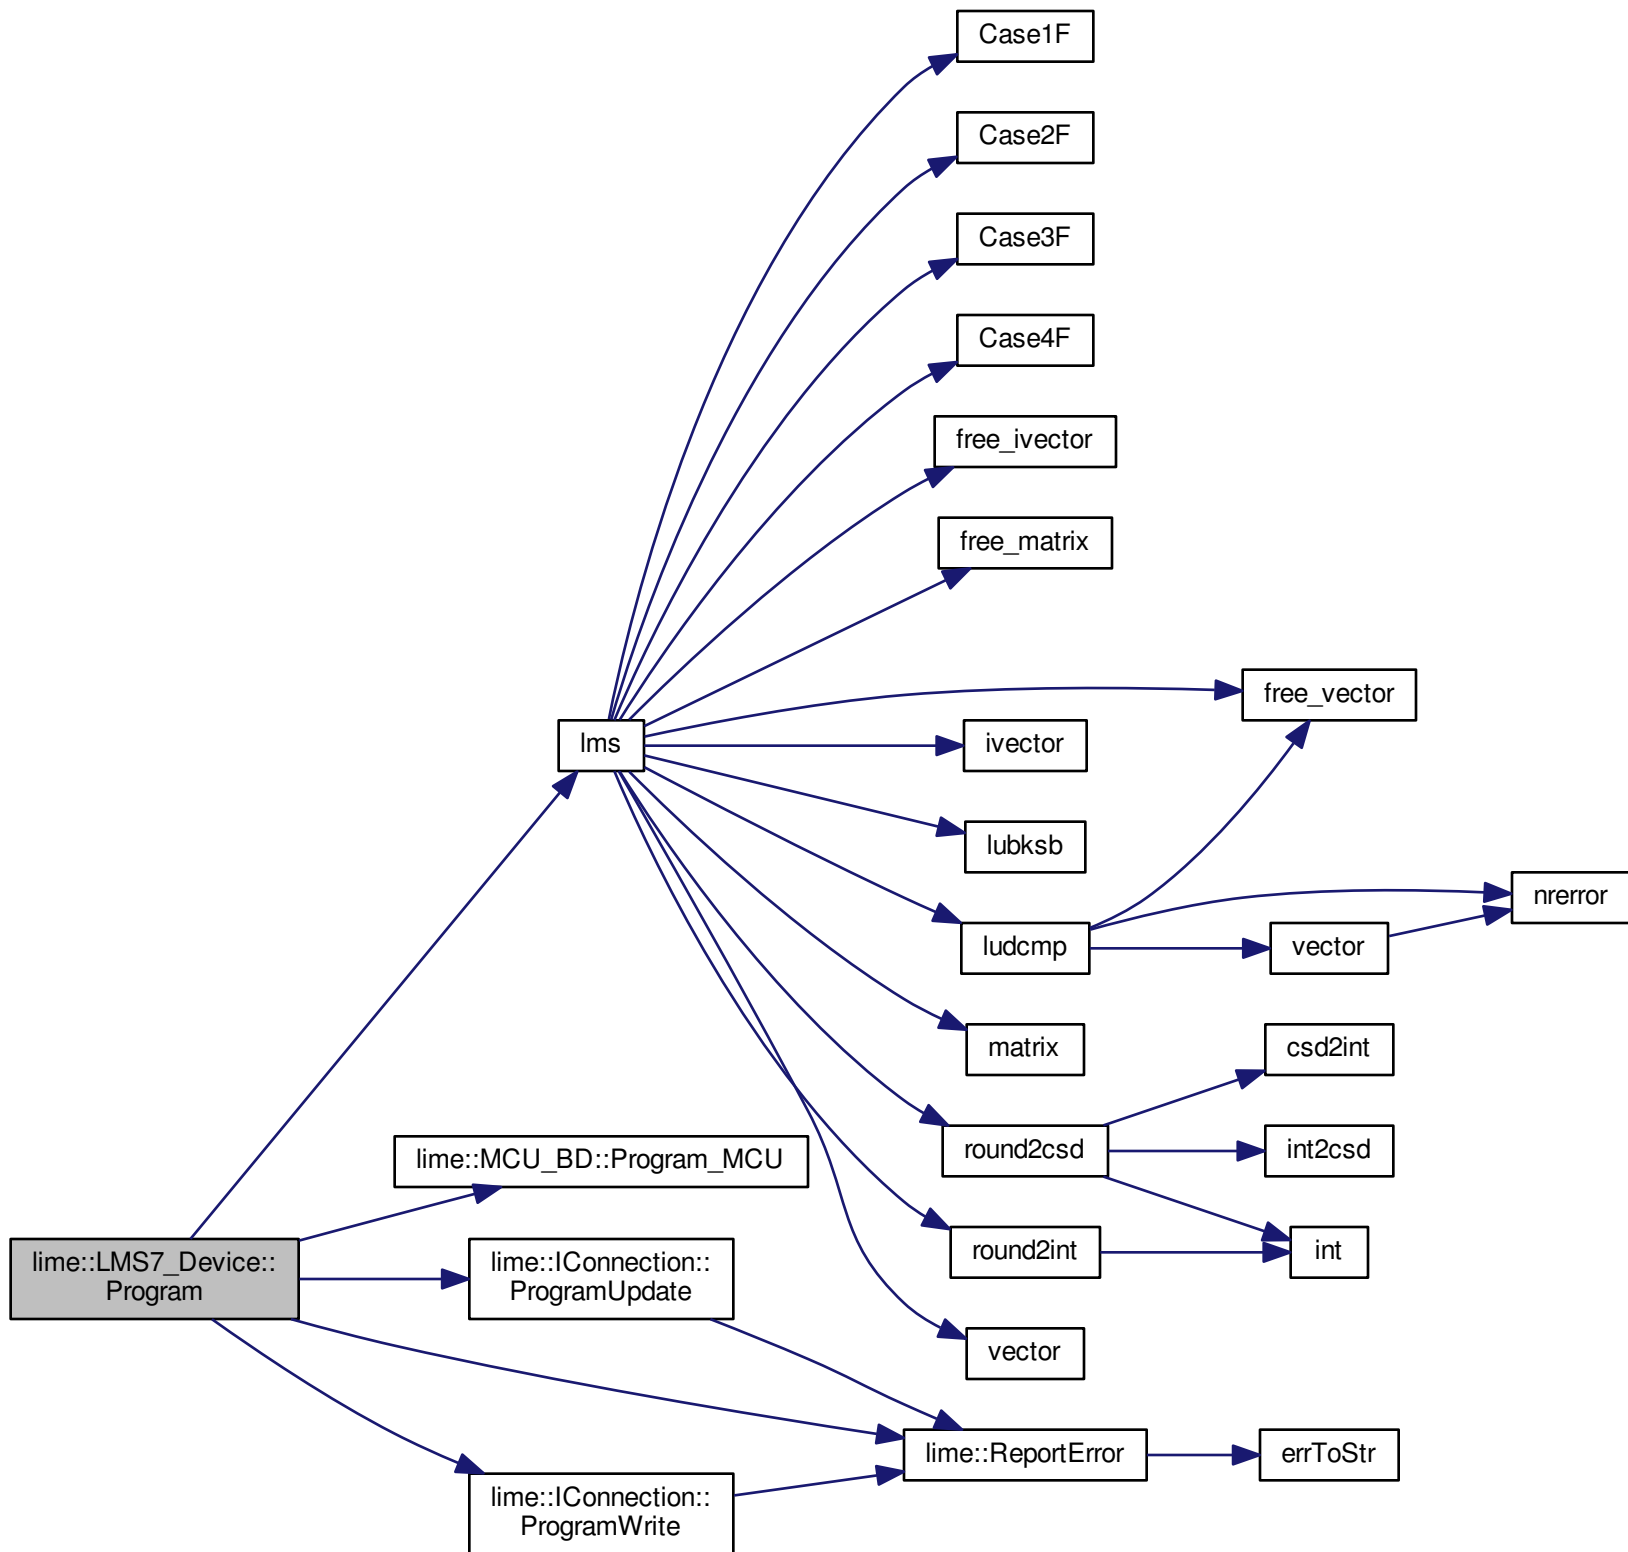 Case1F
Case2F
Case3F
Case4F
free_ivector
free_matrix
free_vector
lms
ivector
lubksb
nrerror
ludcmp
vector
matrix
csd2int
round2csd
int2csd
lime::MCU_BD::Program_MCU
round2int
int
lime::LMS7_Device::
Program
lime::IConnection::
ProgramUpdate
vector
lime::ReportError
errToStr
lime::IConnection::
ProgramWrite